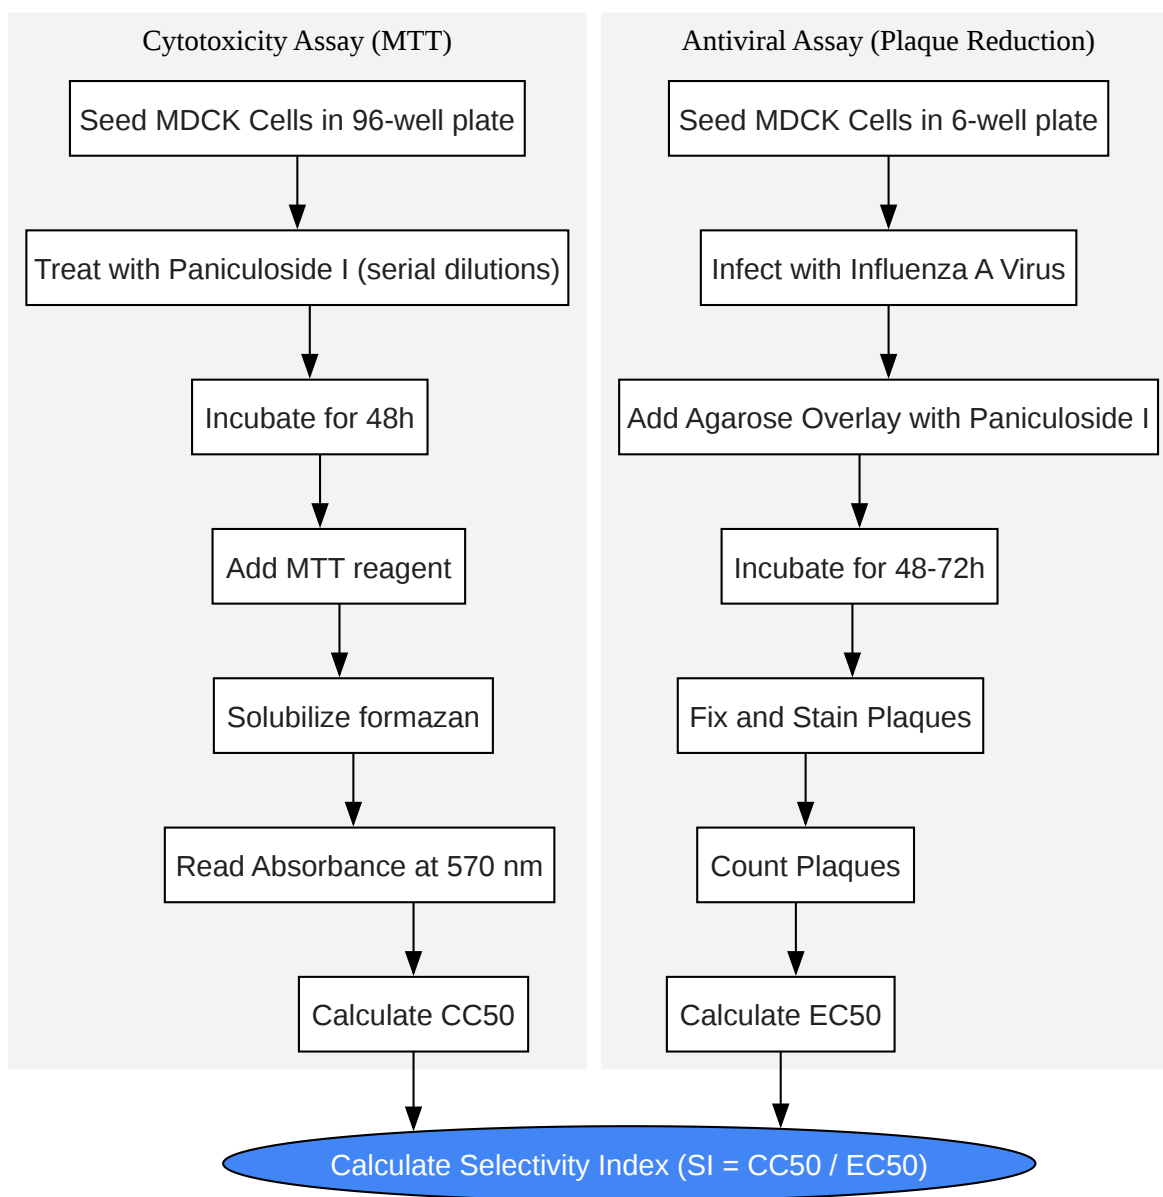 Cytotoxicity Assay (MTT)
Seed MDCK Cells in 96-well plate
Treat with Paniculoside I (serial dilutions)
Incubate for 48h
Add MTT reagent
Solubilize formazan
Read Absorbance at 570 nm
Calculate CC50
Antiviral Assay (Plaque Reduction)
Seed MDCK Cells in 6-well plate
Infect with Influenza A Virus
Add Agarose Overlay with Paniculoside I
Incubate for 48-72h
Fix and Stain Plaques
Count Plaques
Calculate EC50
Calculate Selectivity Index (SI = CC50 / EC50)